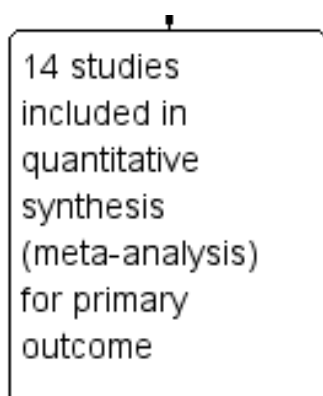 14 studies
included in
quantitative
synthesis
(meta-analysis)
for primary
outcome